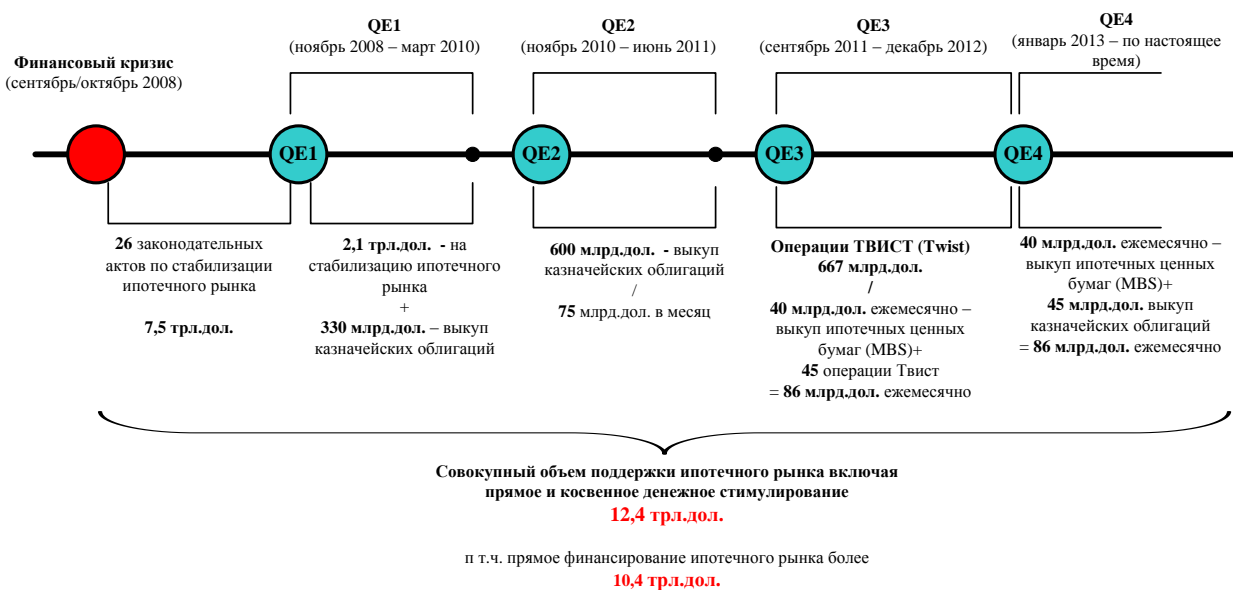 Финансовый кризис
(сентябрь/октябрь 2008)
QE1
(ноябрь 2008 – март 2010)
QE2
(ноябрь 2010 – июнь 2011)
QE3
(сентябрь 2011 – декабрь 2012)
QE4
(январь 2013 – по настоящее
время)
QE1
QE2
QE3
QE4
26 законодательных
актов по стабилизации
ипотечного рынка
7,5 трл.дол.
2,1 трл.дол. - на
стабилизацию ипотечного
рынка
+
330 млрд.дол. – выкуп
казначейских облигаций
600 млрд.дол. - выкуп
казначейских облигаций
/
75 млрд.дол. в месяц
Операции ТВИСТ (Twist)
667 млрд.дол.
/
40 млрд.дол. ежемесячно –
выкуп ипотечных ценных
бумаг (MBS)+
45 операции Твист
= 86 млрд.дол. ежемесячно
40 млрд.дол. ежемесячно –
выкуп ипотечных ценных
бумаг (MBS)+
45 млрд.дол. выкуп
казначейских облигаций
= 86 млрд.дол. ежемесячно
Совокупный объем поддержки ипотечного рынка включая
прямое и косвенное денежное стимулирование
12,4 трл.дол.
п т.ч. прямое финансирование ипотечного рынка более
10,4 трл.дол.